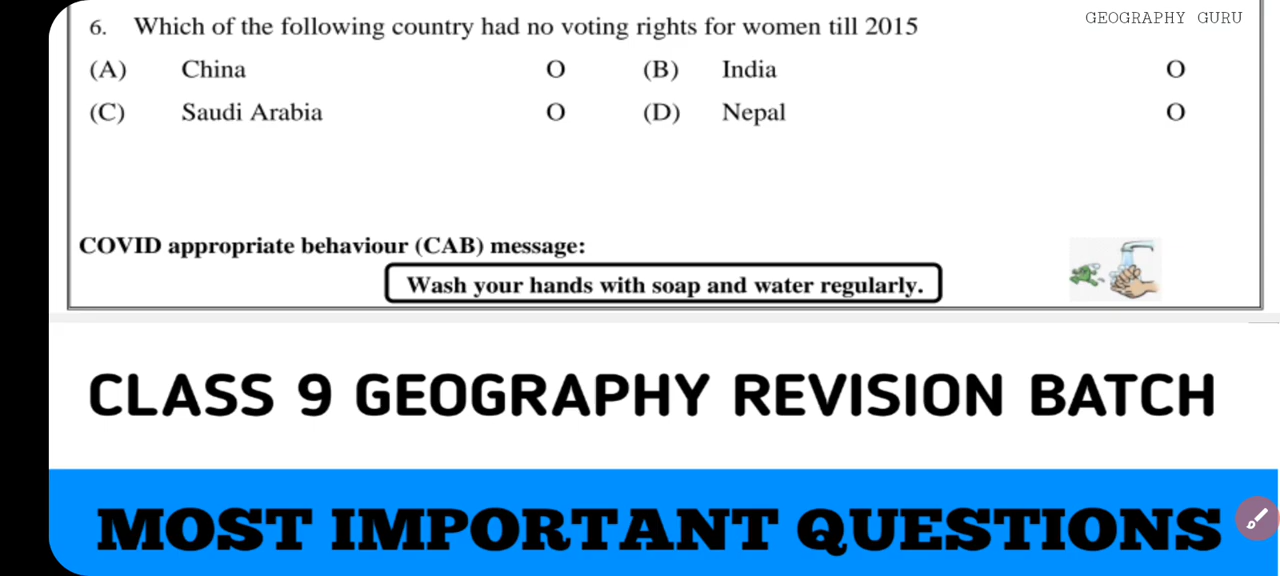 GEOGRAPHY GURU
6. Which of the following country had no voting rights for women till 2015
(A) China O (B) India O
(C) Saudi Arabia O (D) Nepal O
COVID appropriate behaviour (CAB) message:
Wash your hands with soap and water regularly.
CLASS 9 GEOGRAPHY REVISION BATCH
MOST IMPORTANT QUESTIONS